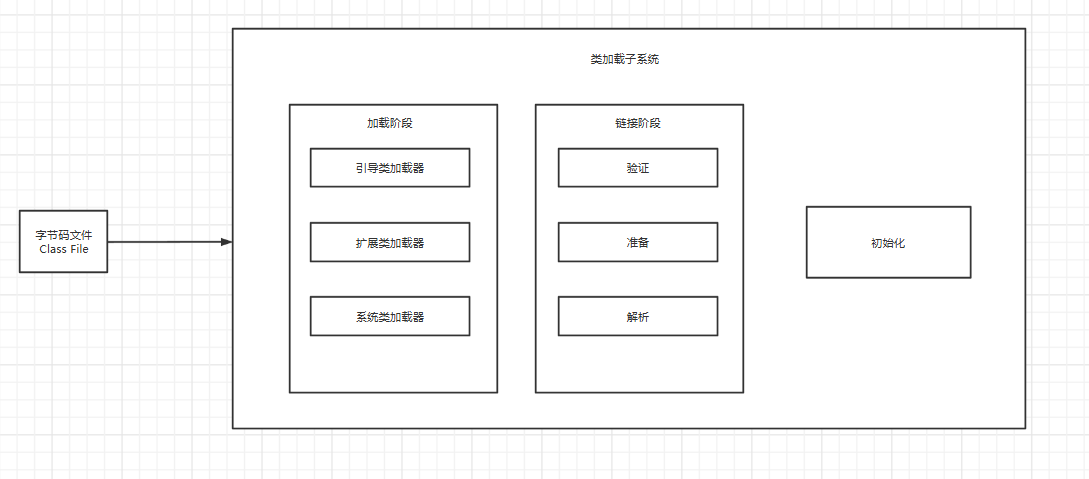 类加载子系统
字节码文件
Class File
加载阶段
引导类加载器
扩展类加载器
系统类加载器
链接阶段
验证
准备
解析
初始化